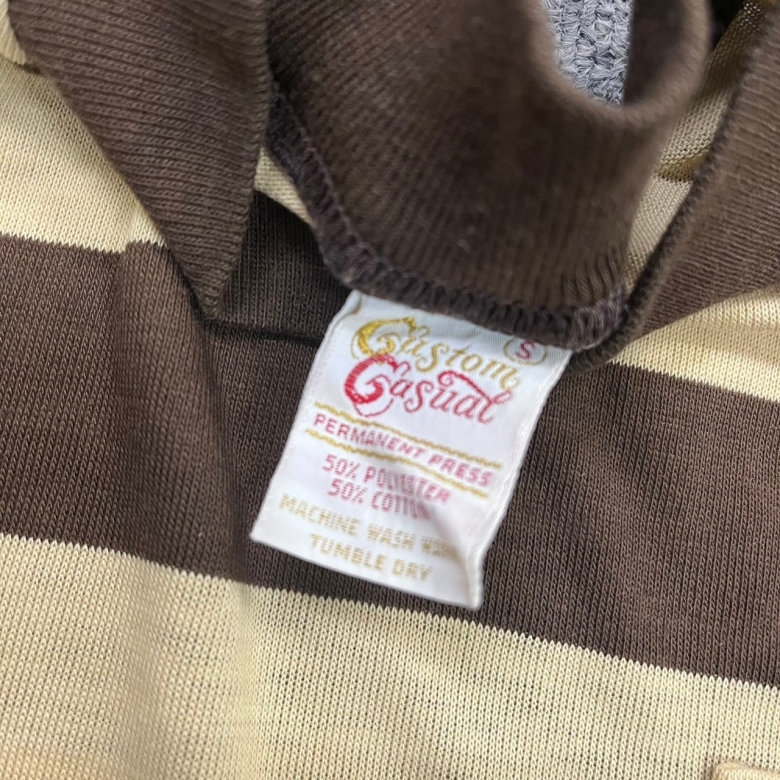 Custom S
Casual
PERMANENT PRESS
50% POLYESTER
50% COTTON
MACHINE WASH WARM
TUMBLE DRY